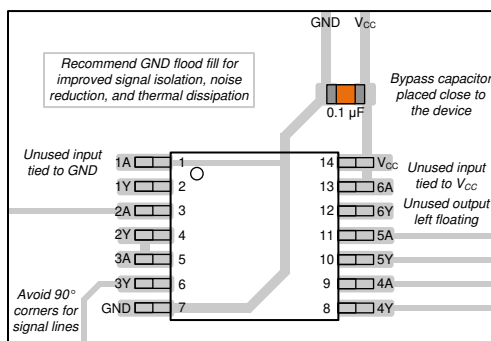 GND VCC
Recommend GND flood fill for
improved signal isolation, noise
reduction, and thermal dissipation
Bypass capacitor
placed close to
the device
0.1 µF
Unused input
tied to GND
1A 1 14 VCC
1Y 2 13 6A
2A 3 12 6Y
2Y 4 11 5A
3A 5 10 5Y
3Y 6 9 4A
GND 7 8 4Y
Unused input
tied to VCC
Unused output
left floating
Avoid 90°
corners for
signal lines